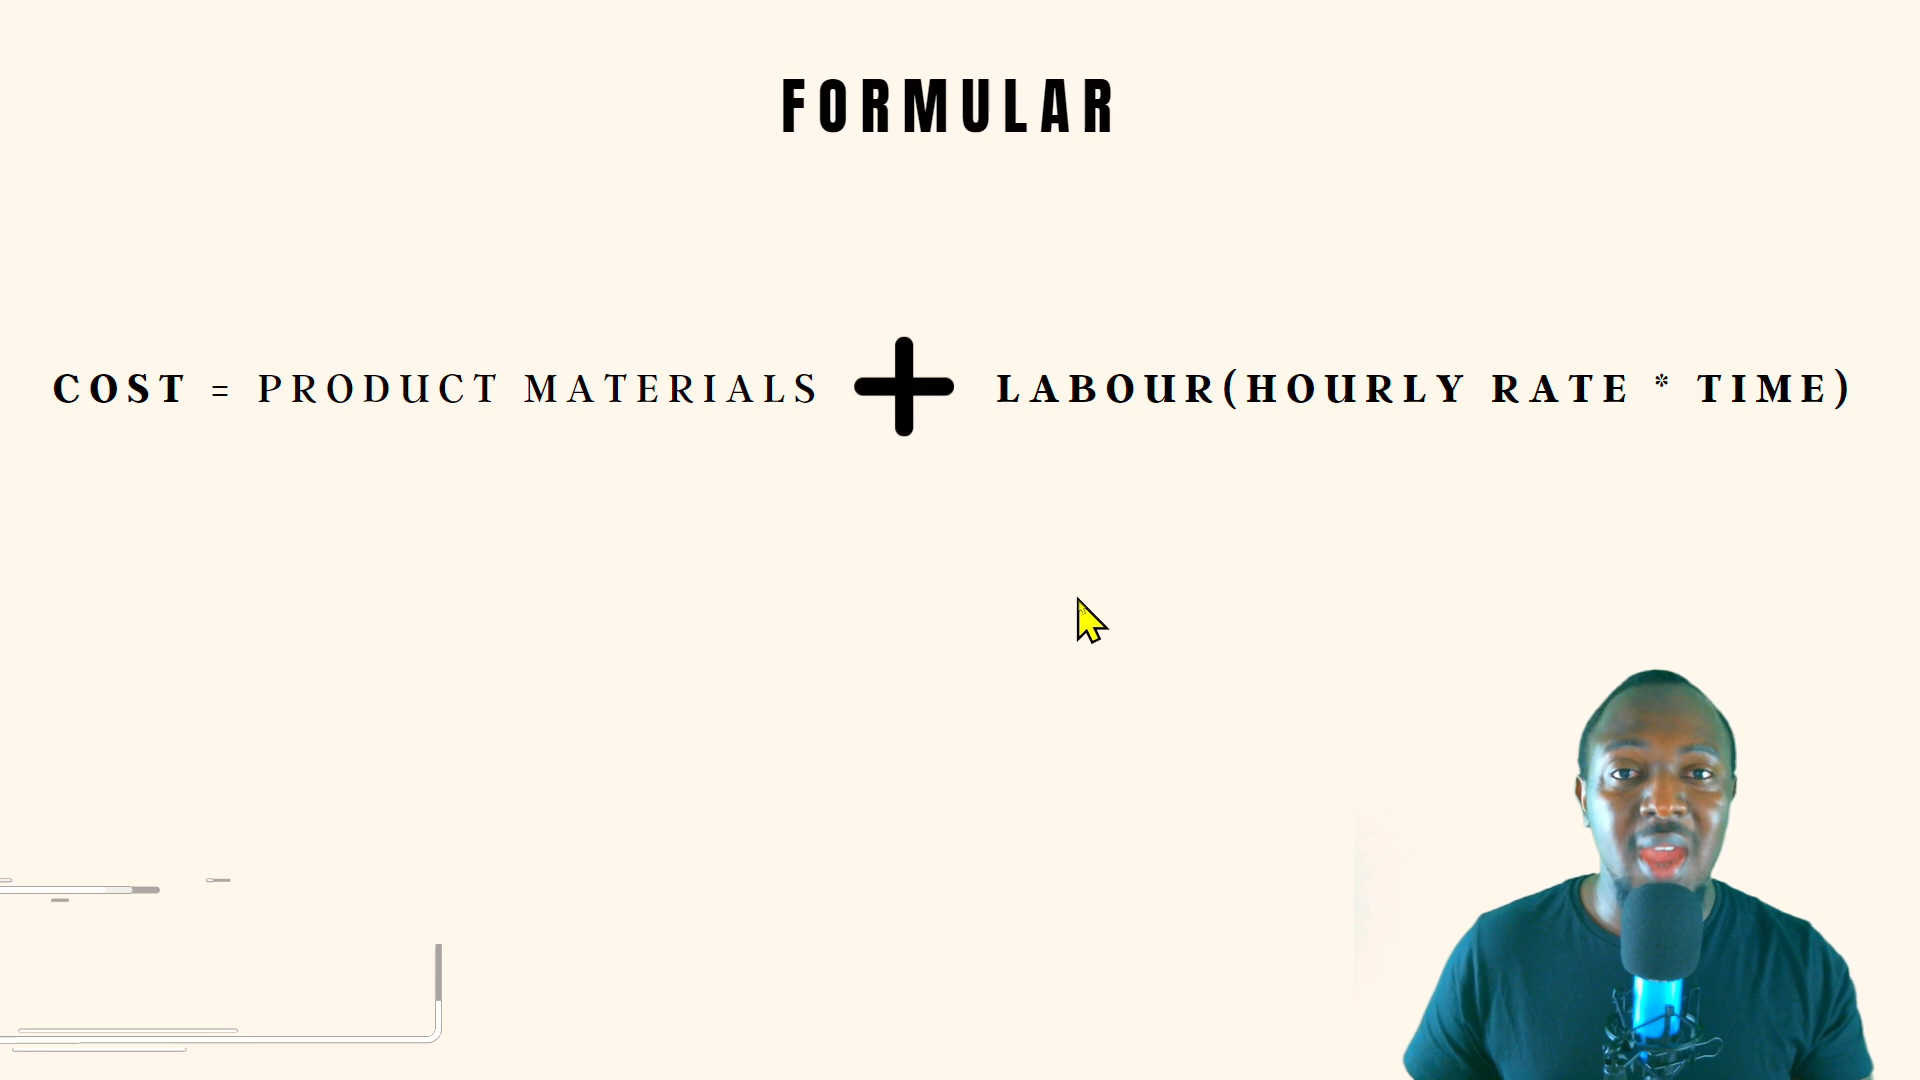 FORMULAR
COST = PRODUCT MATERIALS + LABOUR(HOURLY RATE * TIME)